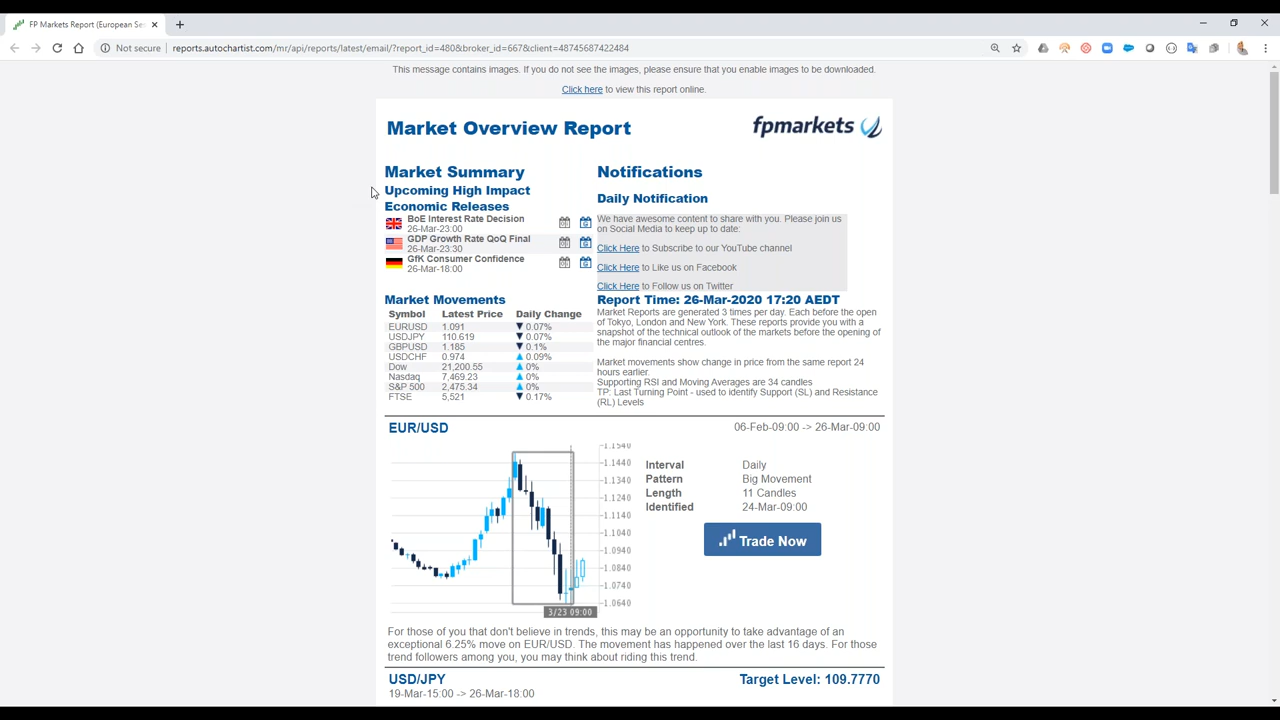 FP Markets Report (European Se
Not secure
reports.autochartist.com/mr/api/reports/latest/email/?report_id=480&broker_id=667&client=48745687422484
This message contains images. If you do not see the images, please ensure that you enable images to be downloaded.
Click here to view this report online.
Market Overview Report
fpmarkets
Market Summary
Upcoming High Impact
Economic Releases
BoE Interest Rate Decision
26-Mar-23:00
GDP Growth Rate QoQ Final
26-Mar-23:30
GfK Consumer Confidence
26-Mar-18:00
Notifications
Daily Notification
We have awesome content to share with you. Please join us
on Social Media to keep up to date:
Click Here to Subscribe to our YouTube channel
Click Here to Like us on Facebook
Click Here to Follow us on Twitter
Market Movements
Symbol Latest Price Daily Change
EURUSD 1.091 ▼ 0.07%
USDJPY 110.619 ▼ 0.07%
GBPUSD 1.185 ▼ 0.1%
USDCHF 0.974 ▲ 0.09%
Dow 21,200.55 ▲ 0%
Nasdaq 7,469.23 ▲ 0%
S&P 500 2,475.34 ▲ 0%
FTSE 5,521 ▼ 0.17%
Report Time: 26-Mar-2020 17:20 AEDT
Market Reports are generated 3 times per day. Each before the open
of Tokyo, London and New York. These reports provide you with a
snapshot of the technical outlook of the markets before the opening of
the major financial centres.
Market movements show change in price from the same report 24
hours earlier.
Supporting RSI and Moving Averages are 34 candles
TP: Last Turning Point - used to identify Support (SL) and Resistance
(RL) Levels
EUR/USD
06-Feb-09:00 -> 26-Mar-09:00
1.1540
1.1440
1.1340
1.1240
1.1140
1.1040
1.0940
1.0840
1.0740
1.0640
3/23 09:00
Interval Daily
Pattern Big Movement
Length 11 Candles
Identified 24-Mar-09:00
Trade Now
For those of you that don't believe in trends, this may be an opportunity to take advantage of an
exceptional 6.25% move on EUR/USD. The movement has happened over the last 16 days. For those
trend followers among you, you may think about riding this trend.
USD/JPY
Target Level: 109.7770
19-Mar-15:00 -> 26-Mar-18:00